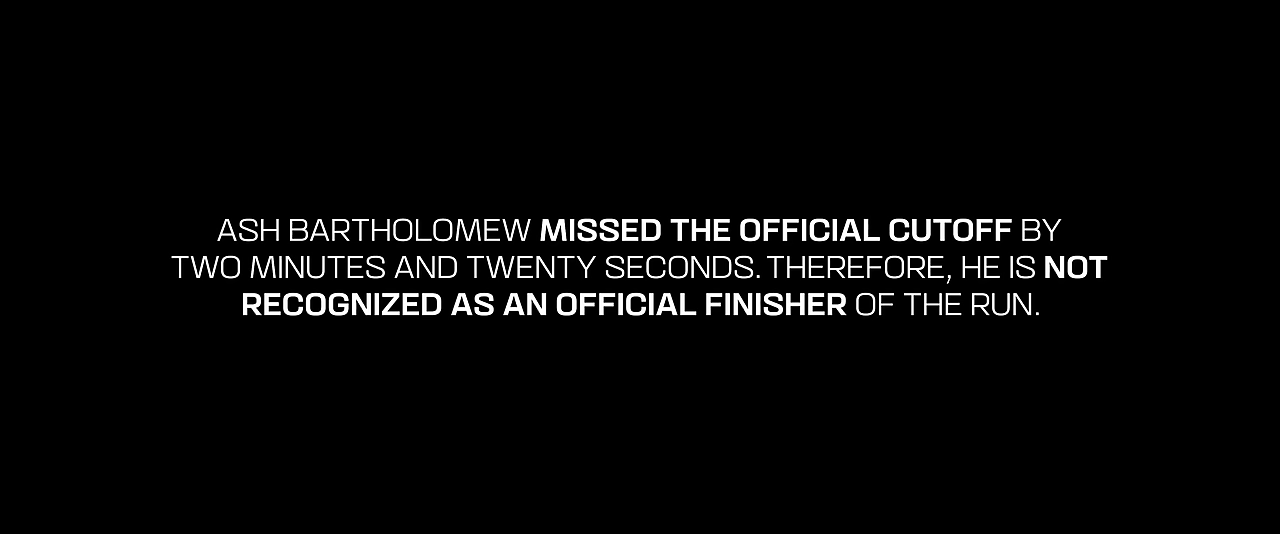 ASH BARTHOLOMEW MISSED THE OFFICIAL CUTOFF BY
TWO MINUTES AND TWENTY SECONDS. THEREFORE, HE IS NOT
RECOGNIZED AS AN OFFICIAL FINISHER OF THE RUN.